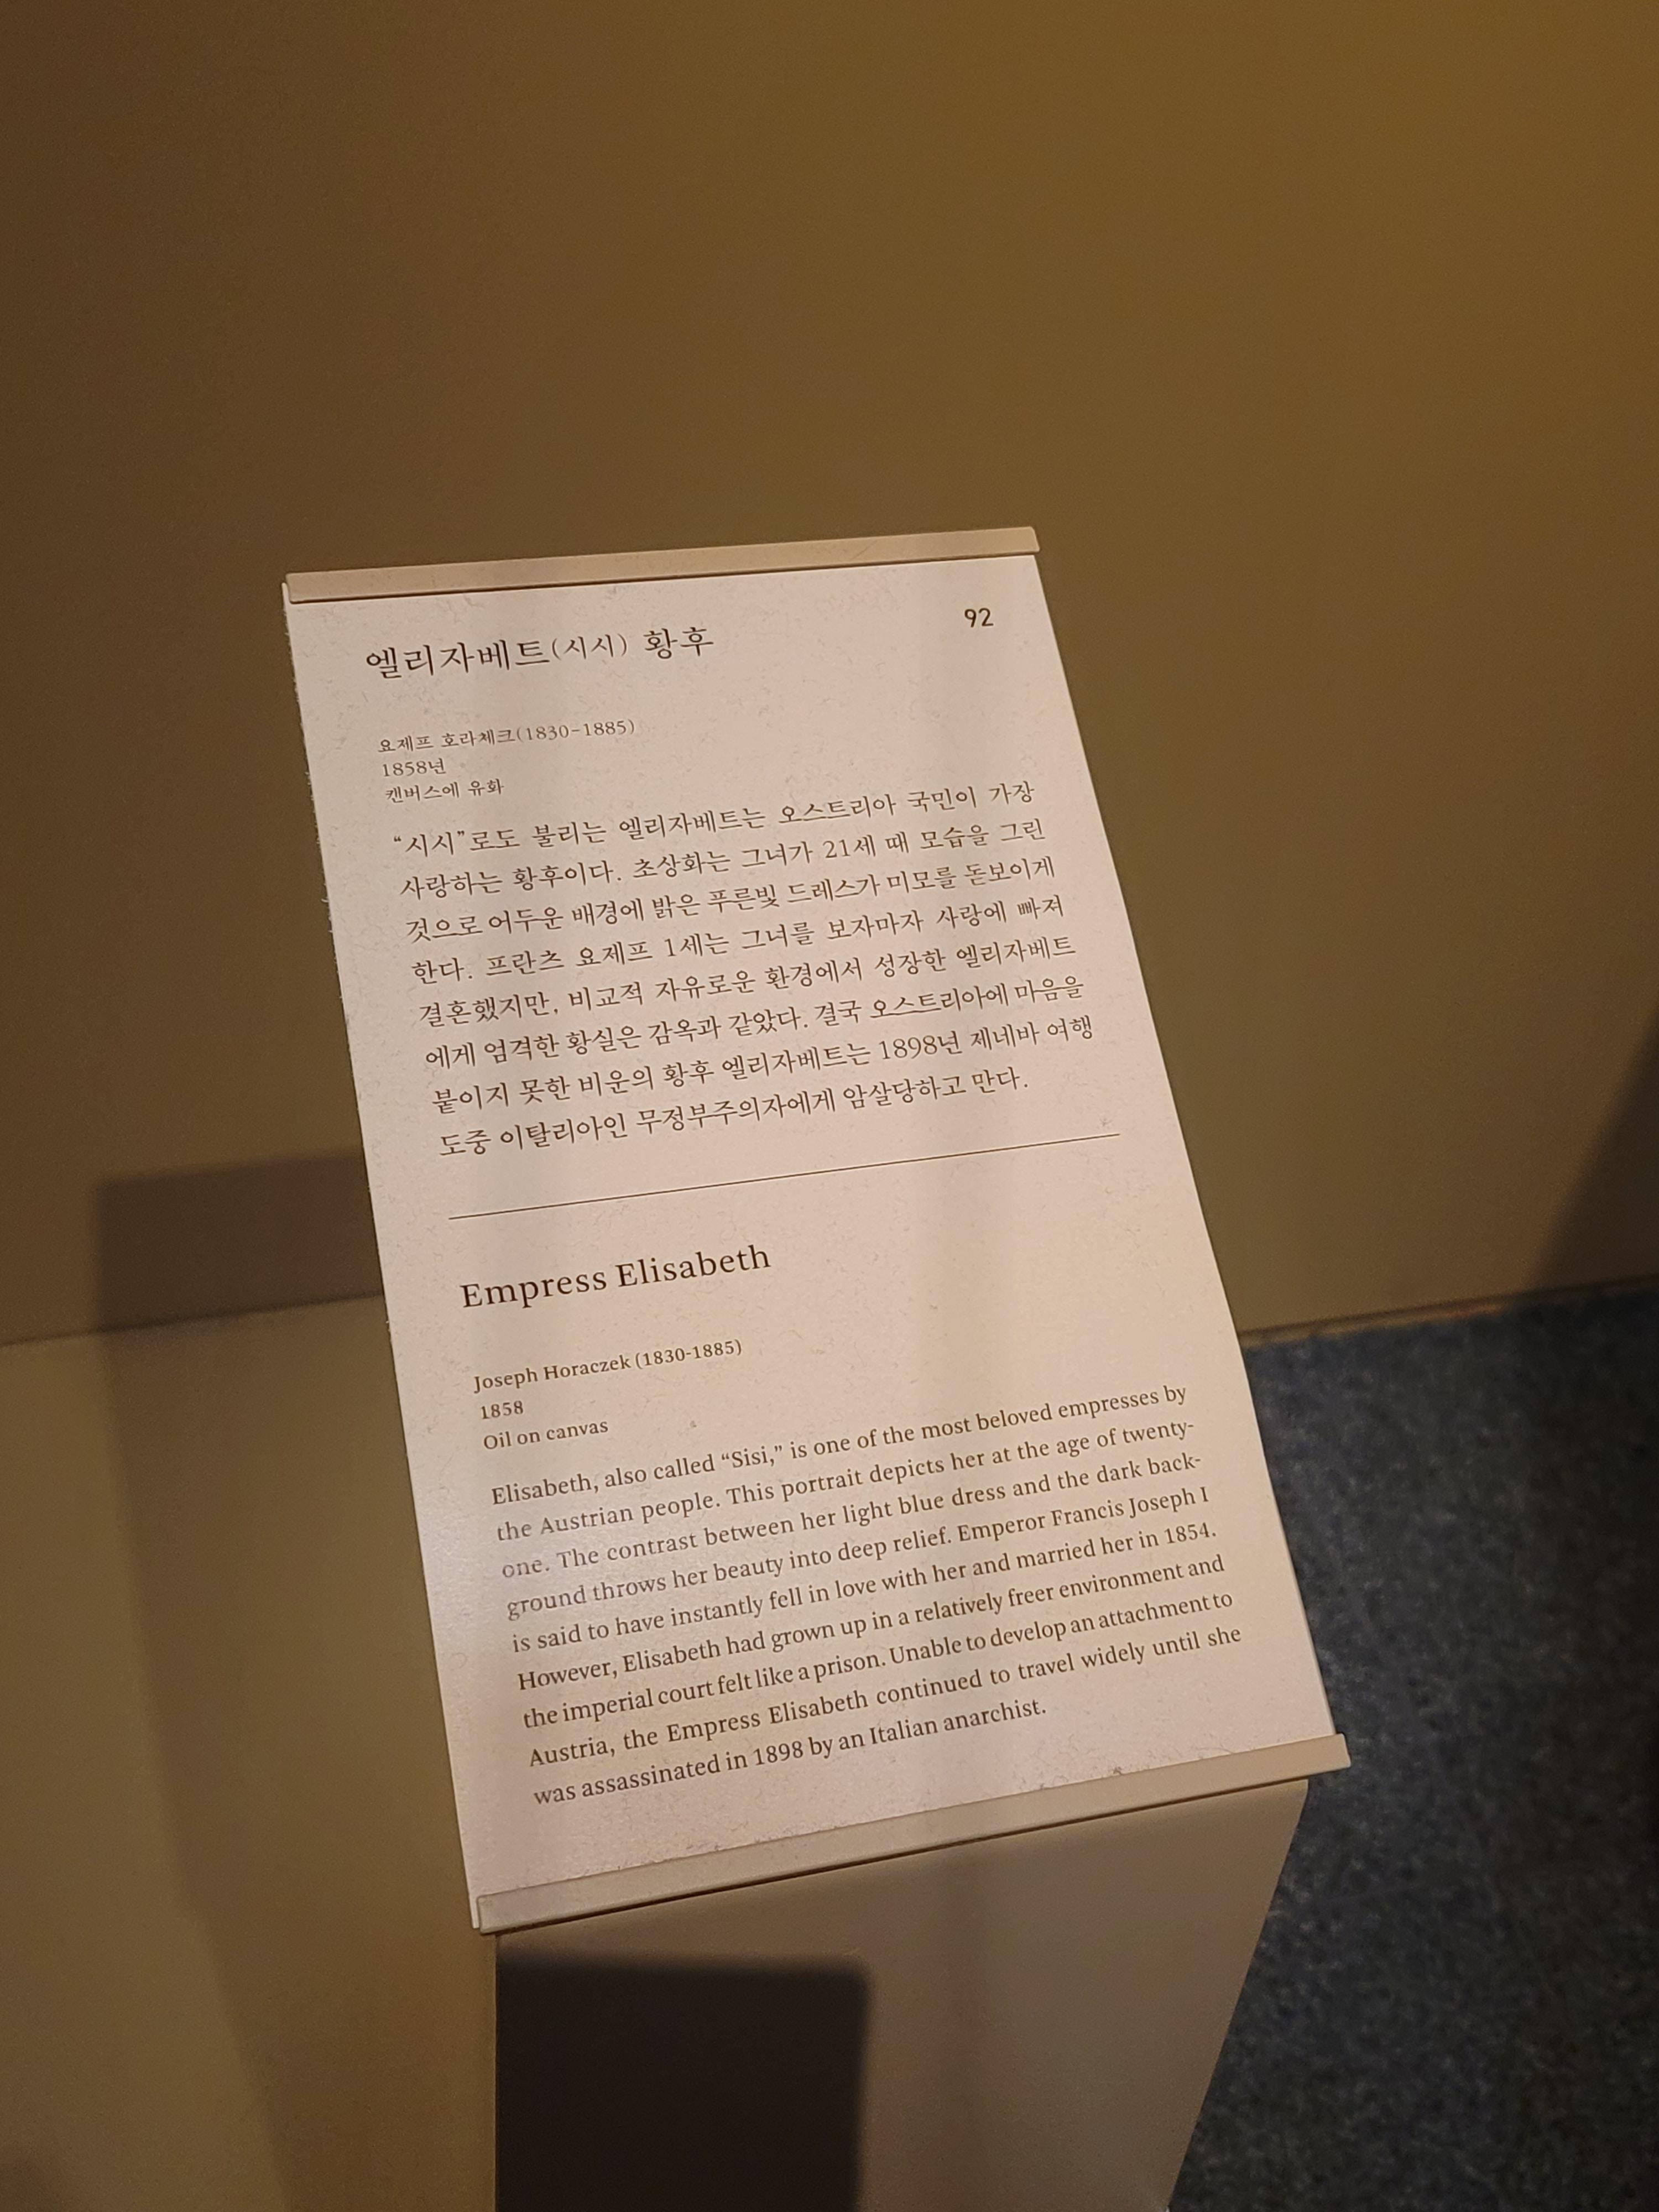 92
엘리자베트(시시) 황후
요제프 호라체크(1830-1885)
1858년
캔버스에 유화
“시시”로도 불리는 엘리자베트는 오스트리아 국민이 가장
사랑하는 황후이다. 초상화는 그녀가 21세 때 모습을 그린
것으로 어두운 배경에 밝은 푸른빛 드레스가 미모를 돋보이게
한다. 프란츠 요제프 1세는 그녀를 보자마자 사랑에 빠져
결혼했지만, 비교적 자유로운 환경에서 성장한 엘리자베트
에게 엄격한 황실은 감옥과 같았다. 결국 오스트리아에 마음을
붙이지 못한 비운의 황후 엘리자베트는 1898년 제네바 여행
도중 이탈리아인 무정부주의자에게 암살당하고 만다.
Empress Elisabeth
Joseph Horaczek (1830-1885)
1858
Oil on canvas
Elisabeth, also called “Sisi,” is one of the most beloved empresses by
the Austrian people. This portrait depicts her at the age of twenty-
one. The contrast between her light blue dress and the dark back-
ground throws her beauty into deep relief. Emperor Francis Joseph I
is said to have instantly fell in love with her and married her in 1854.
However, Elisabeth had grown up in a relatively freer environment and
the imperial court felt like a prison. Unable to develop an attachment to
Austria, the Empress Elisabeth continued to travel widely until she
was assassinated in 1898 by an Italian anarchist.